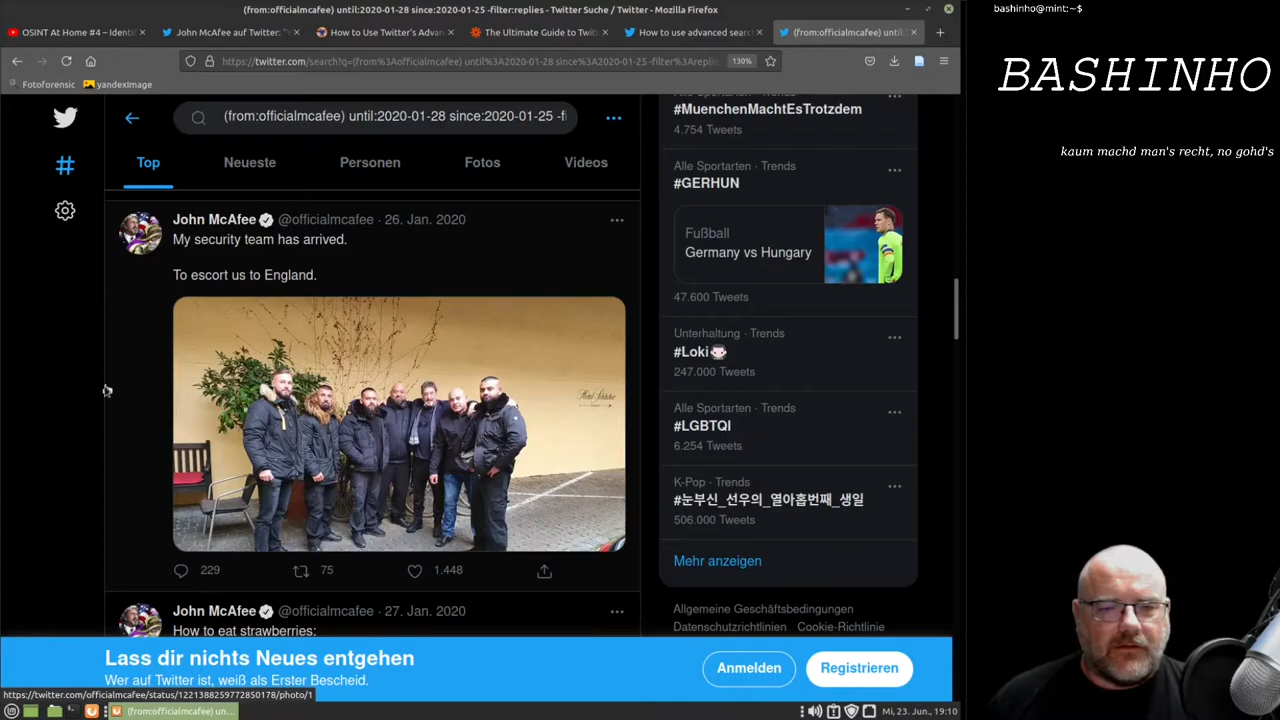 (from:officialmcafee) until:2020-01-28 since:2020-01-25 -filter:replies - Twitter Suche / Twitter - Mozilla Firefox
OSINT At Home #4 – Identi
John McAfee auf Twitter: "Y
How to Use Twitter's Advan
The Ultimate Guide to Twitt
How to use advanced sear
(from:officialmcafee) until:
https://twitter.com/search?q=(from%3Aofficialmcafee) until%3A2020-01-28 since%3A2020-01-25 -filter%3Areplie
130%
Fotoforensic
yandexImage
(from:officialmcafee) until:2020-01-28 since:2020-01-25 -fi
Top
Neueste
Personen
Fotos
Videos
John McAfee @officialmcafee · 26. Jan. 2020
My security team has arrived.
To escort us to England.
229
75
1.448
John McAfee @officialmcafee · 27. Jan. 2020
How to eat strawberries:
#MuenchenMachtEsTrotzdem
4.754 Tweets
Alle Sportarten · Trends
#GERHUN
Fußball
Germany vs Hungary
47.600 Tweets
Unterhaltung · Trends
#Loki
247.000 Tweets
Alle Sportarten · Trends
#LGBTQI
6.254 Tweets
K-Pop · Trends
#눈부신_선우의_열아홉번째_생일
506.000 Tweets
Mehr anzeigen
Allgemeine Geschäftsbedingungen
Datenschutzrichtlinien Cookie-Richtlinie
Lass dir nichts Neues entgehen
Wer auf Twitter ist, weiß als Erster Bescheid.
Anmelden
Registrieren
https://twitter.com/officialmcafee/status/1221388259772850178/photo/1
(from:officialmcafee) un...
Mi, 23. Jun, 19:10
bashinho@mint:~$
BASHINHO
kaum machd man's recht, no gohd's